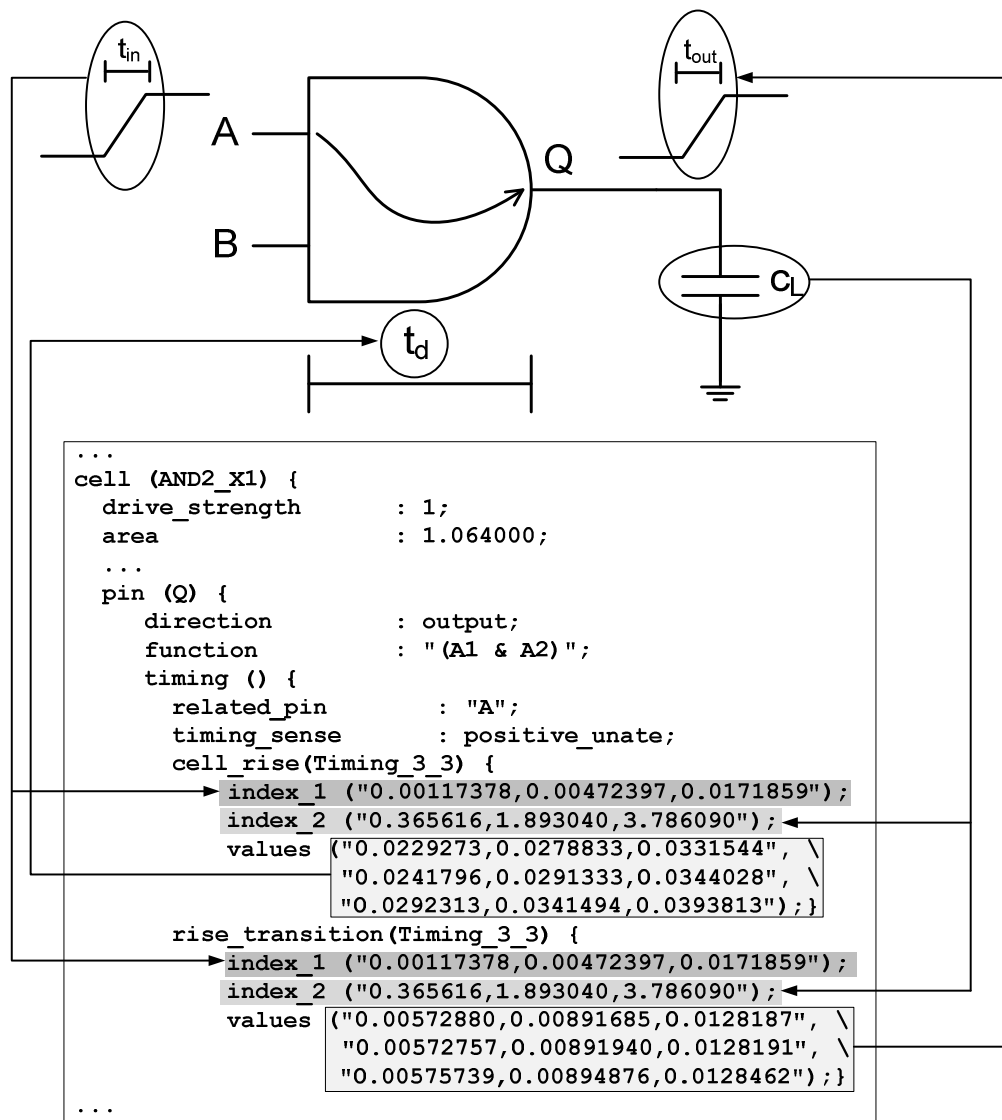 t_in
t_out
A
Q
B
C_L
t_d
...
cell (AND2_X1) {
drive_strength : 1;
area : 1.064000;
...
pin (Q) {
direction : output;
function : "(A1 & A2)";
timing () {
related_pin : "A";
timing_sense : positive_unate;
cell_rise(Timing_3_3) {
index_1 ("0.00117378,0.00472397,0.0171859");
index_2 ("0.365616,1.893040,3.786090");
values ("0.0229273,0.0278833,0.0331544", \
"0.0241796,0.0291333,0.0344028", \
"0.0292313,0.0341494,0.0393813");}
rise_transition(Timing_3_3) {
index_1 ("0.00117378,0.00472397,0.0171859");
index_2 ("0.365616,1.893040,3.786090");
values ("0.00572880,0.00891685,0.0128187", \
"0.00572757,0.00891940,0.0128191", \
"0.00575739,0.00894876,0.0128462");}
...